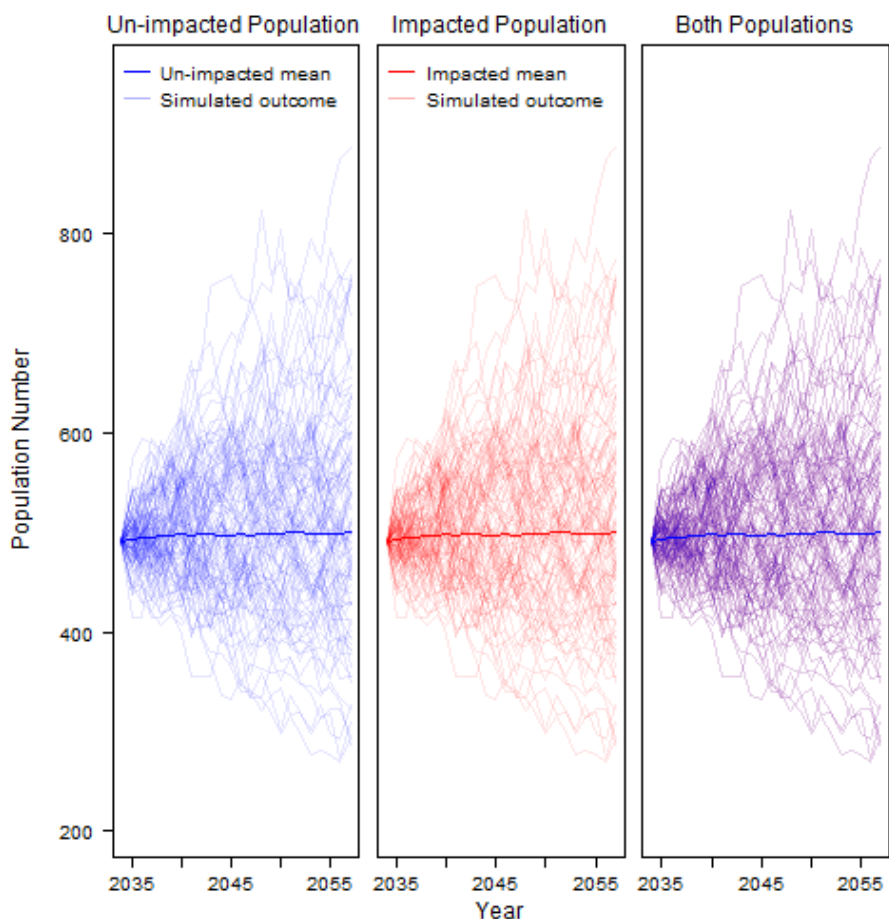 Un-impacted Population
Impacted Population
Both Populations
Un-impacted mean
Simulated outcome
Impacted mean
Simulated outcome
Population Number
800
600
400
200
2035
2045
2055
2035
2045
2055
2035
2045
2055
Year